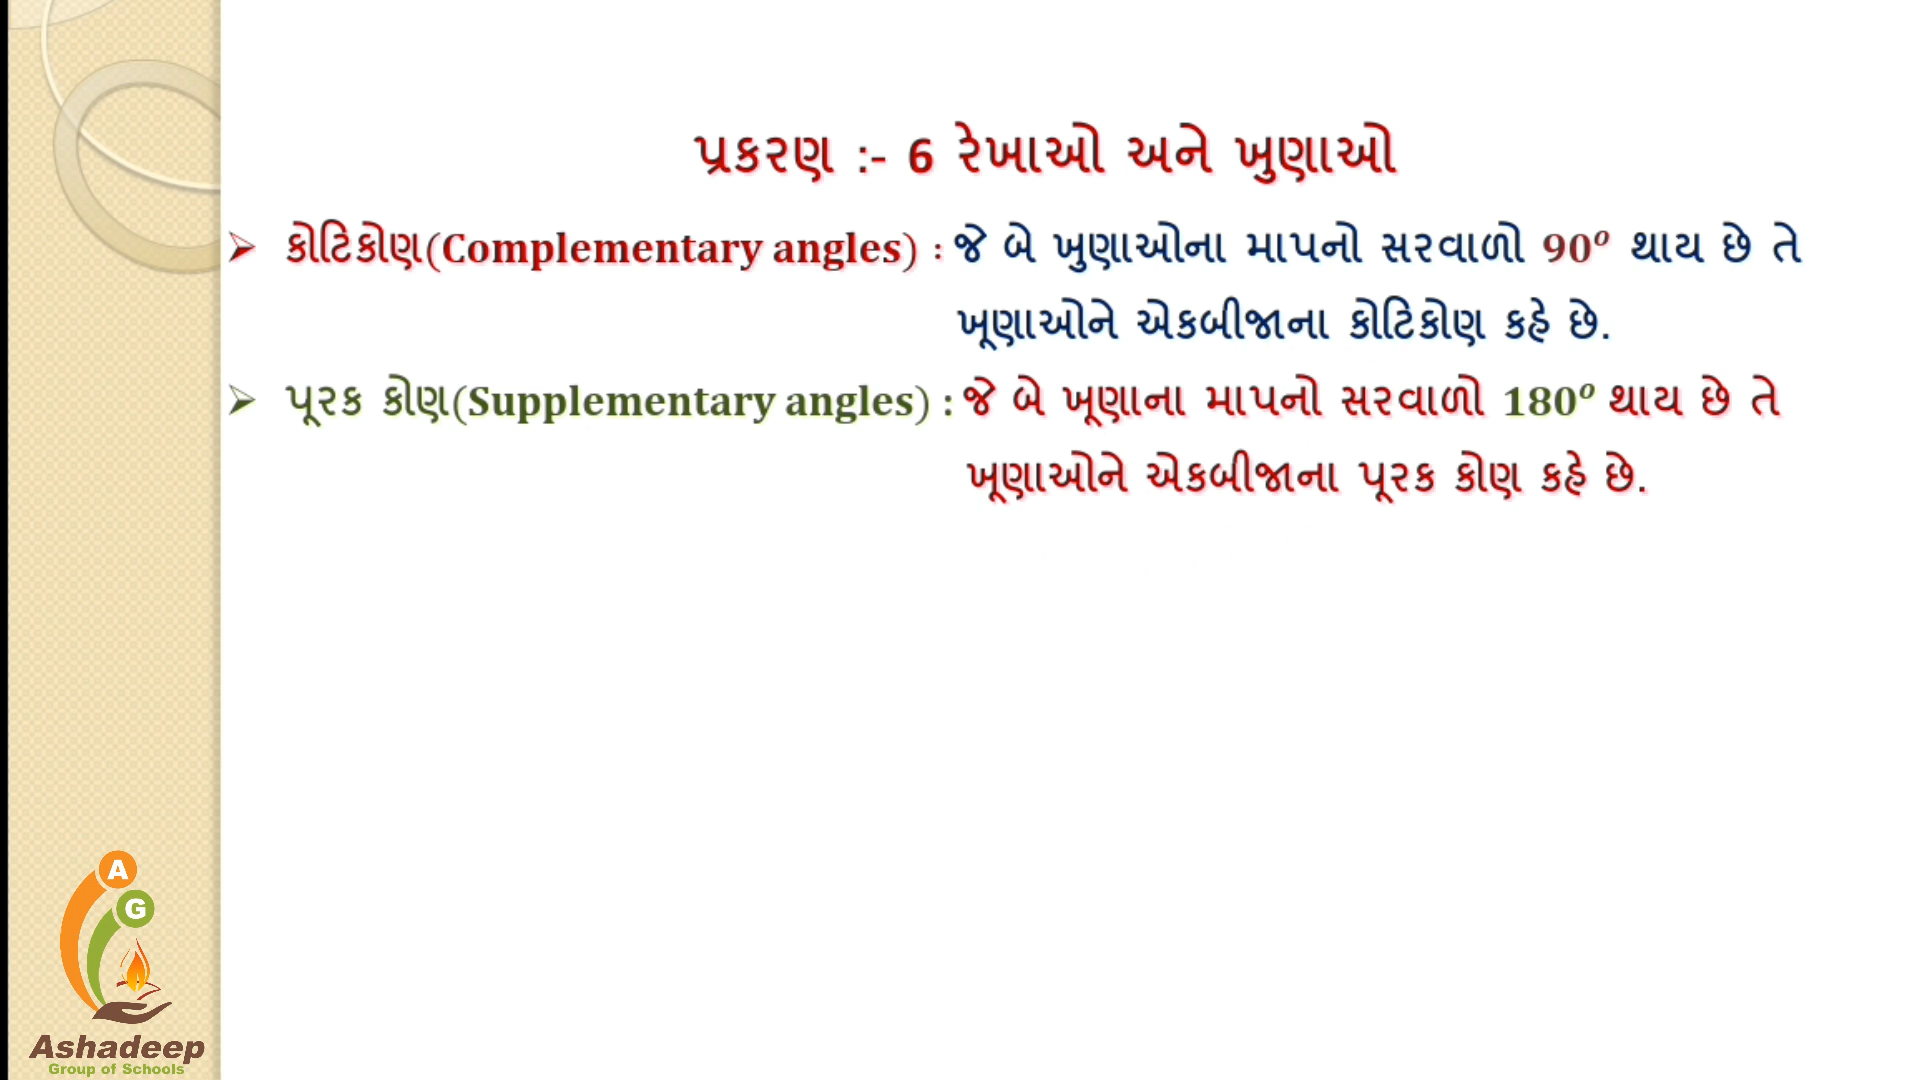 પ્રકરણ :- 6 રેખાઓ અને ખુણાઓ
➢ કોટિકોણ(Complementary angles) : જે બે ખુણાઓના માપનો સરવાળો 90° થાય છે તે
ખૂણાઓને એકબીજાના કોટિકોણ કહે છે.
➢ પૂરક કોણ(Supplementary angles) : જે બે ખૂણાના માપનો સરવાળો 180° થાય છે તે
ખૂણાઓને એકબીજાના પૂરક કોણ કહે છે.
A
G
Ashadeep
Group of Schools